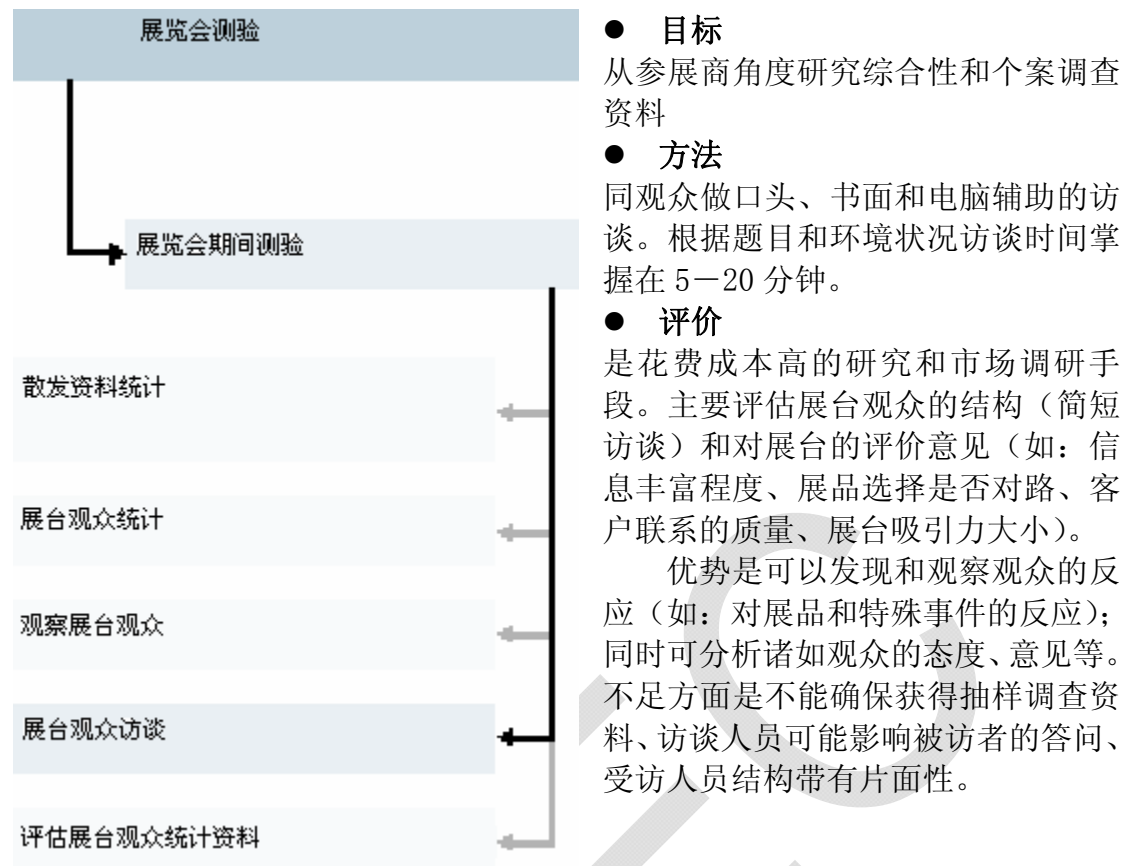 展览会测验
展览会期间测验
散发资料统计
展台观众统计
观察展台观众
展台观众访谈
评估展台观众统计资料
● 目标
从参展商角度研究综合性和个案调查
资料
● 方法
同观众做口头、书面和电脑辅助的访
谈。根据题目和环境状况访谈时间掌
握在 5－20 分钟。
● 评价
是花费成本高的研究和市场调研手
段。主要评估展台观众的结构（简短
访谈）和对展台的评价意见（如：信
息丰富程度、展品选择是否对路、客
户联系的质量、展台吸引力大小）。
优势是可以发现和观察观众的反
应（如：对展品和特殊事件的反应）；
同时可分析诸如观众的态度、意见等。
不足方面是不能确保获得抽样调查资
料、访谈人员可能影响被访者的答问、
受访人员结构带有片面性。